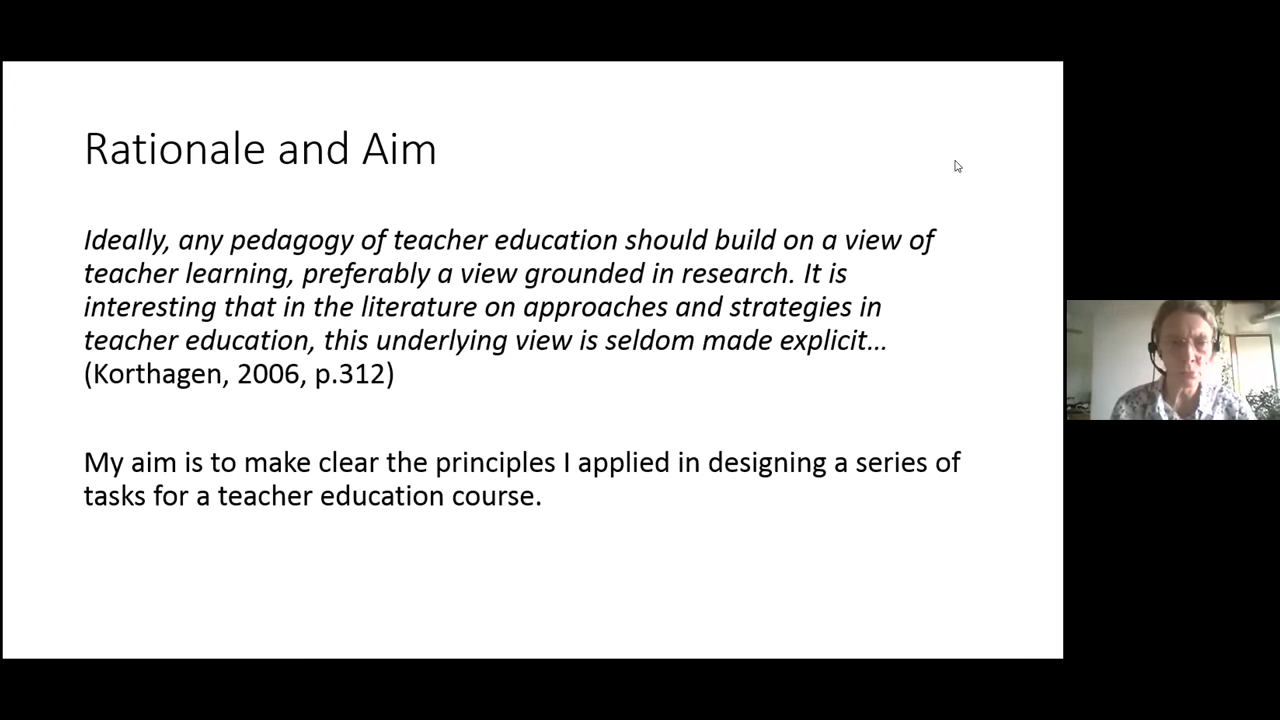 Rationale and Aim
Ideally, any pedagogy of teacher education should build on a view of
teacher learning, preferably a view grounded in research. It is
interesting that in the literature on approaches and strategies in
teacher education, this underlying view is seldom made explicit…
(Korthagen, 2006, p.312)
My aim is to make clear the principles I applied in designing a series of
tasks for a teacher education course.